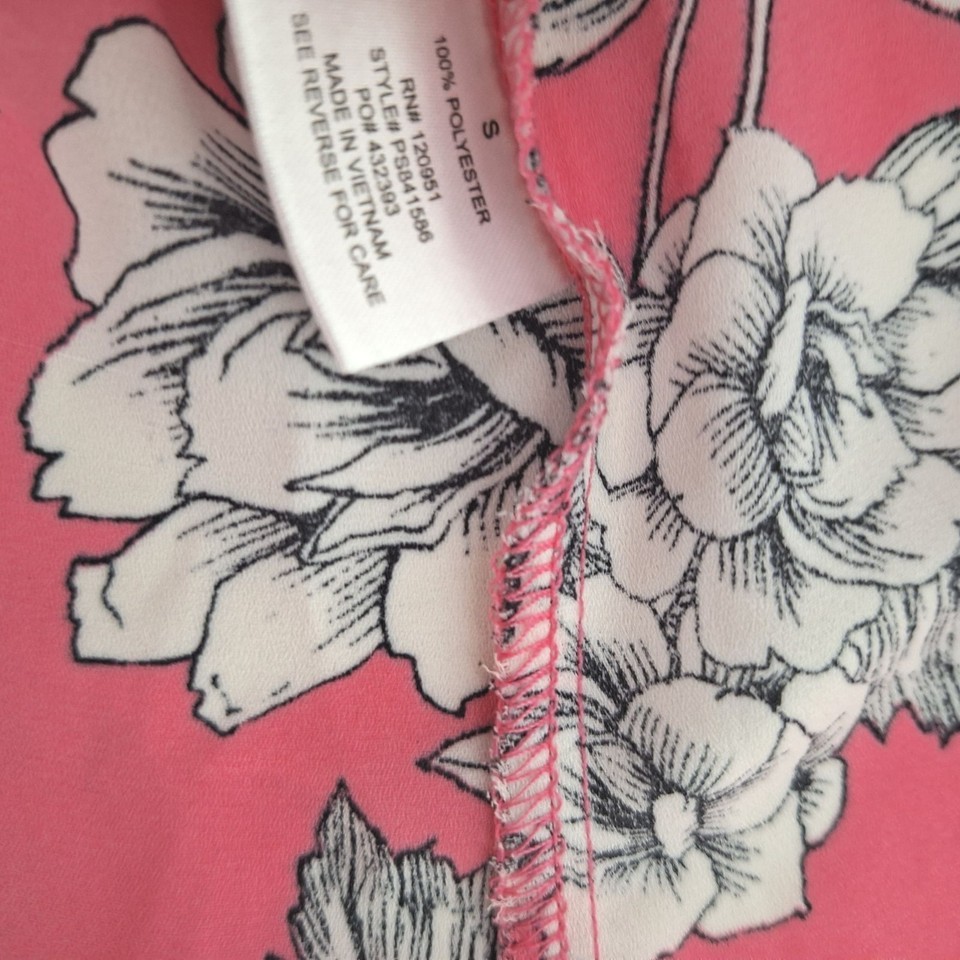 S
100% POLYESTER
RN# 120951
STYLE# PS841586
PO# 432393
MADE IN VIETNAM
SEE REVERSE FOR CARE